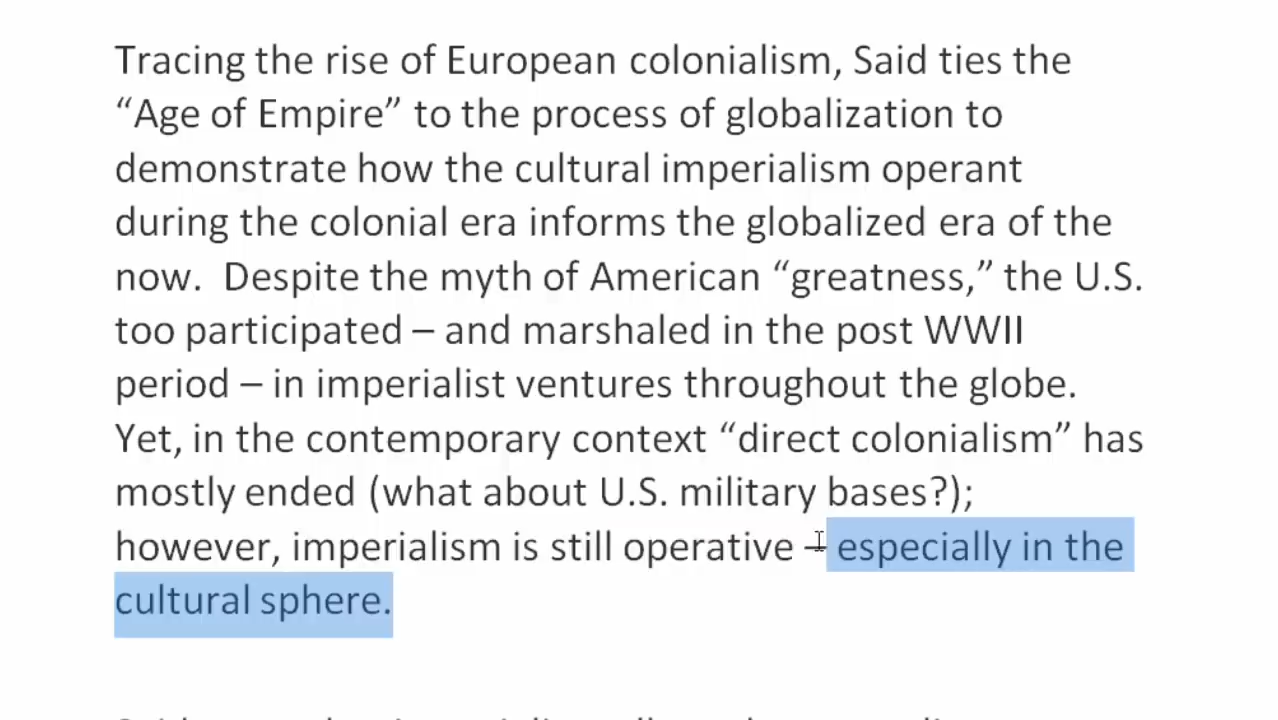 Tracing the rise of European colonialism, Said ties the
“Age of Empire” to the process of globalization to
demonstrate how the cultural imperialism operant
during the colonial era informs the globalized era of the
now.  Despite the myth of American “greatness,” the U.S.
too participated – and marshaled in the post WWII
period – in imperialist ventures throughout the globe.
Yet, in the contemporary context “direct colonialism” has
mostly ended (what about U.S. military bases?);
however, imperialism is still operative – especially in the
cultural sphere.